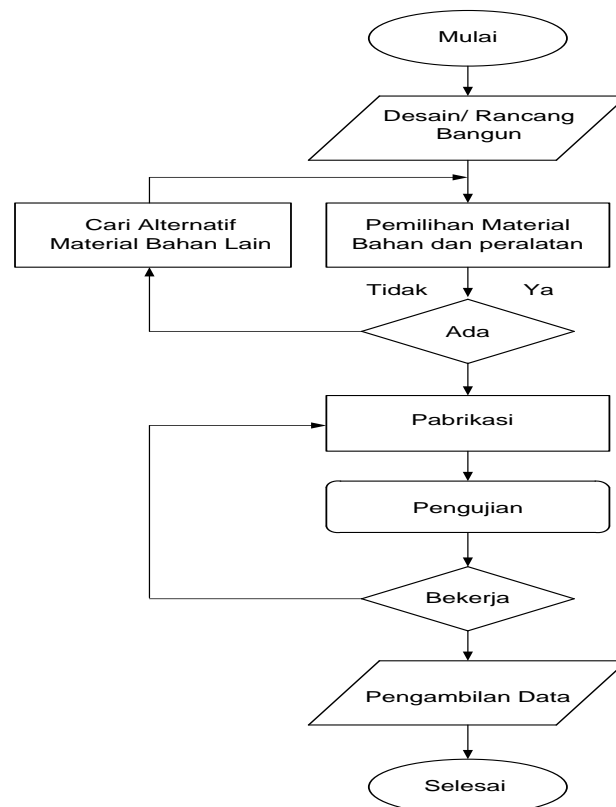 Mulai
Desain/ Rancang
Bangun
Cari Alternatif
Material Bahan Lain
Pemilihan Material
Bahan dan peralatan
Tidak
Ya
Ada
Pabrikasi
Pengujian
Bekerja
Pengambilan Data
Selesai